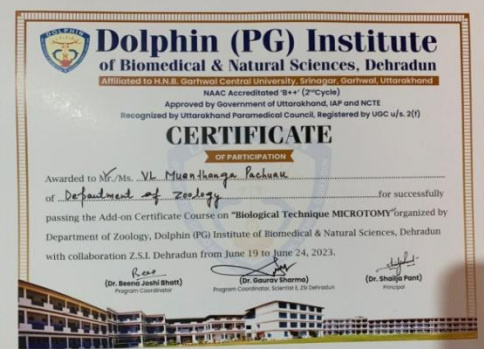 DOLPHIN
Dolphin (PG) Institute
of Biomedical & Natural Sciences, Dehradun
Affiliated to H.N.B. Garhwal Central University, Srinagar, Garhwal, Uttarakhand
NAAC Accredited 'B++' (2ndCycle)
Approved by Government of Uttarakhand, IAP and NCTE
Recognized by Uttarakhand Paramedical Council, Registered by UGC u/s. 2(f)
CERTIFICATE
OF PARTICIPATION
Awarded to Mr./Ms. VL Muanthanga Pachuau
of Department of Zoology for successfully
passing the Add-on Certificate Course on "Biological Technique MICROTOMY" organized by
Department of Zoology, Dolphin (PG) Institute of Biomedical & Natural Sciences, Dehradun
with collaboration Z.S.I. Dehradun from June 19 to June 24, 2023.
(Dr. Beena Joshi Bhatt) (Dr. Gaurav Sharma) (Dr. Shailja Pant)
Program Coordinator Program Coordinator, Scientist E, ZSI Dehradun Principal